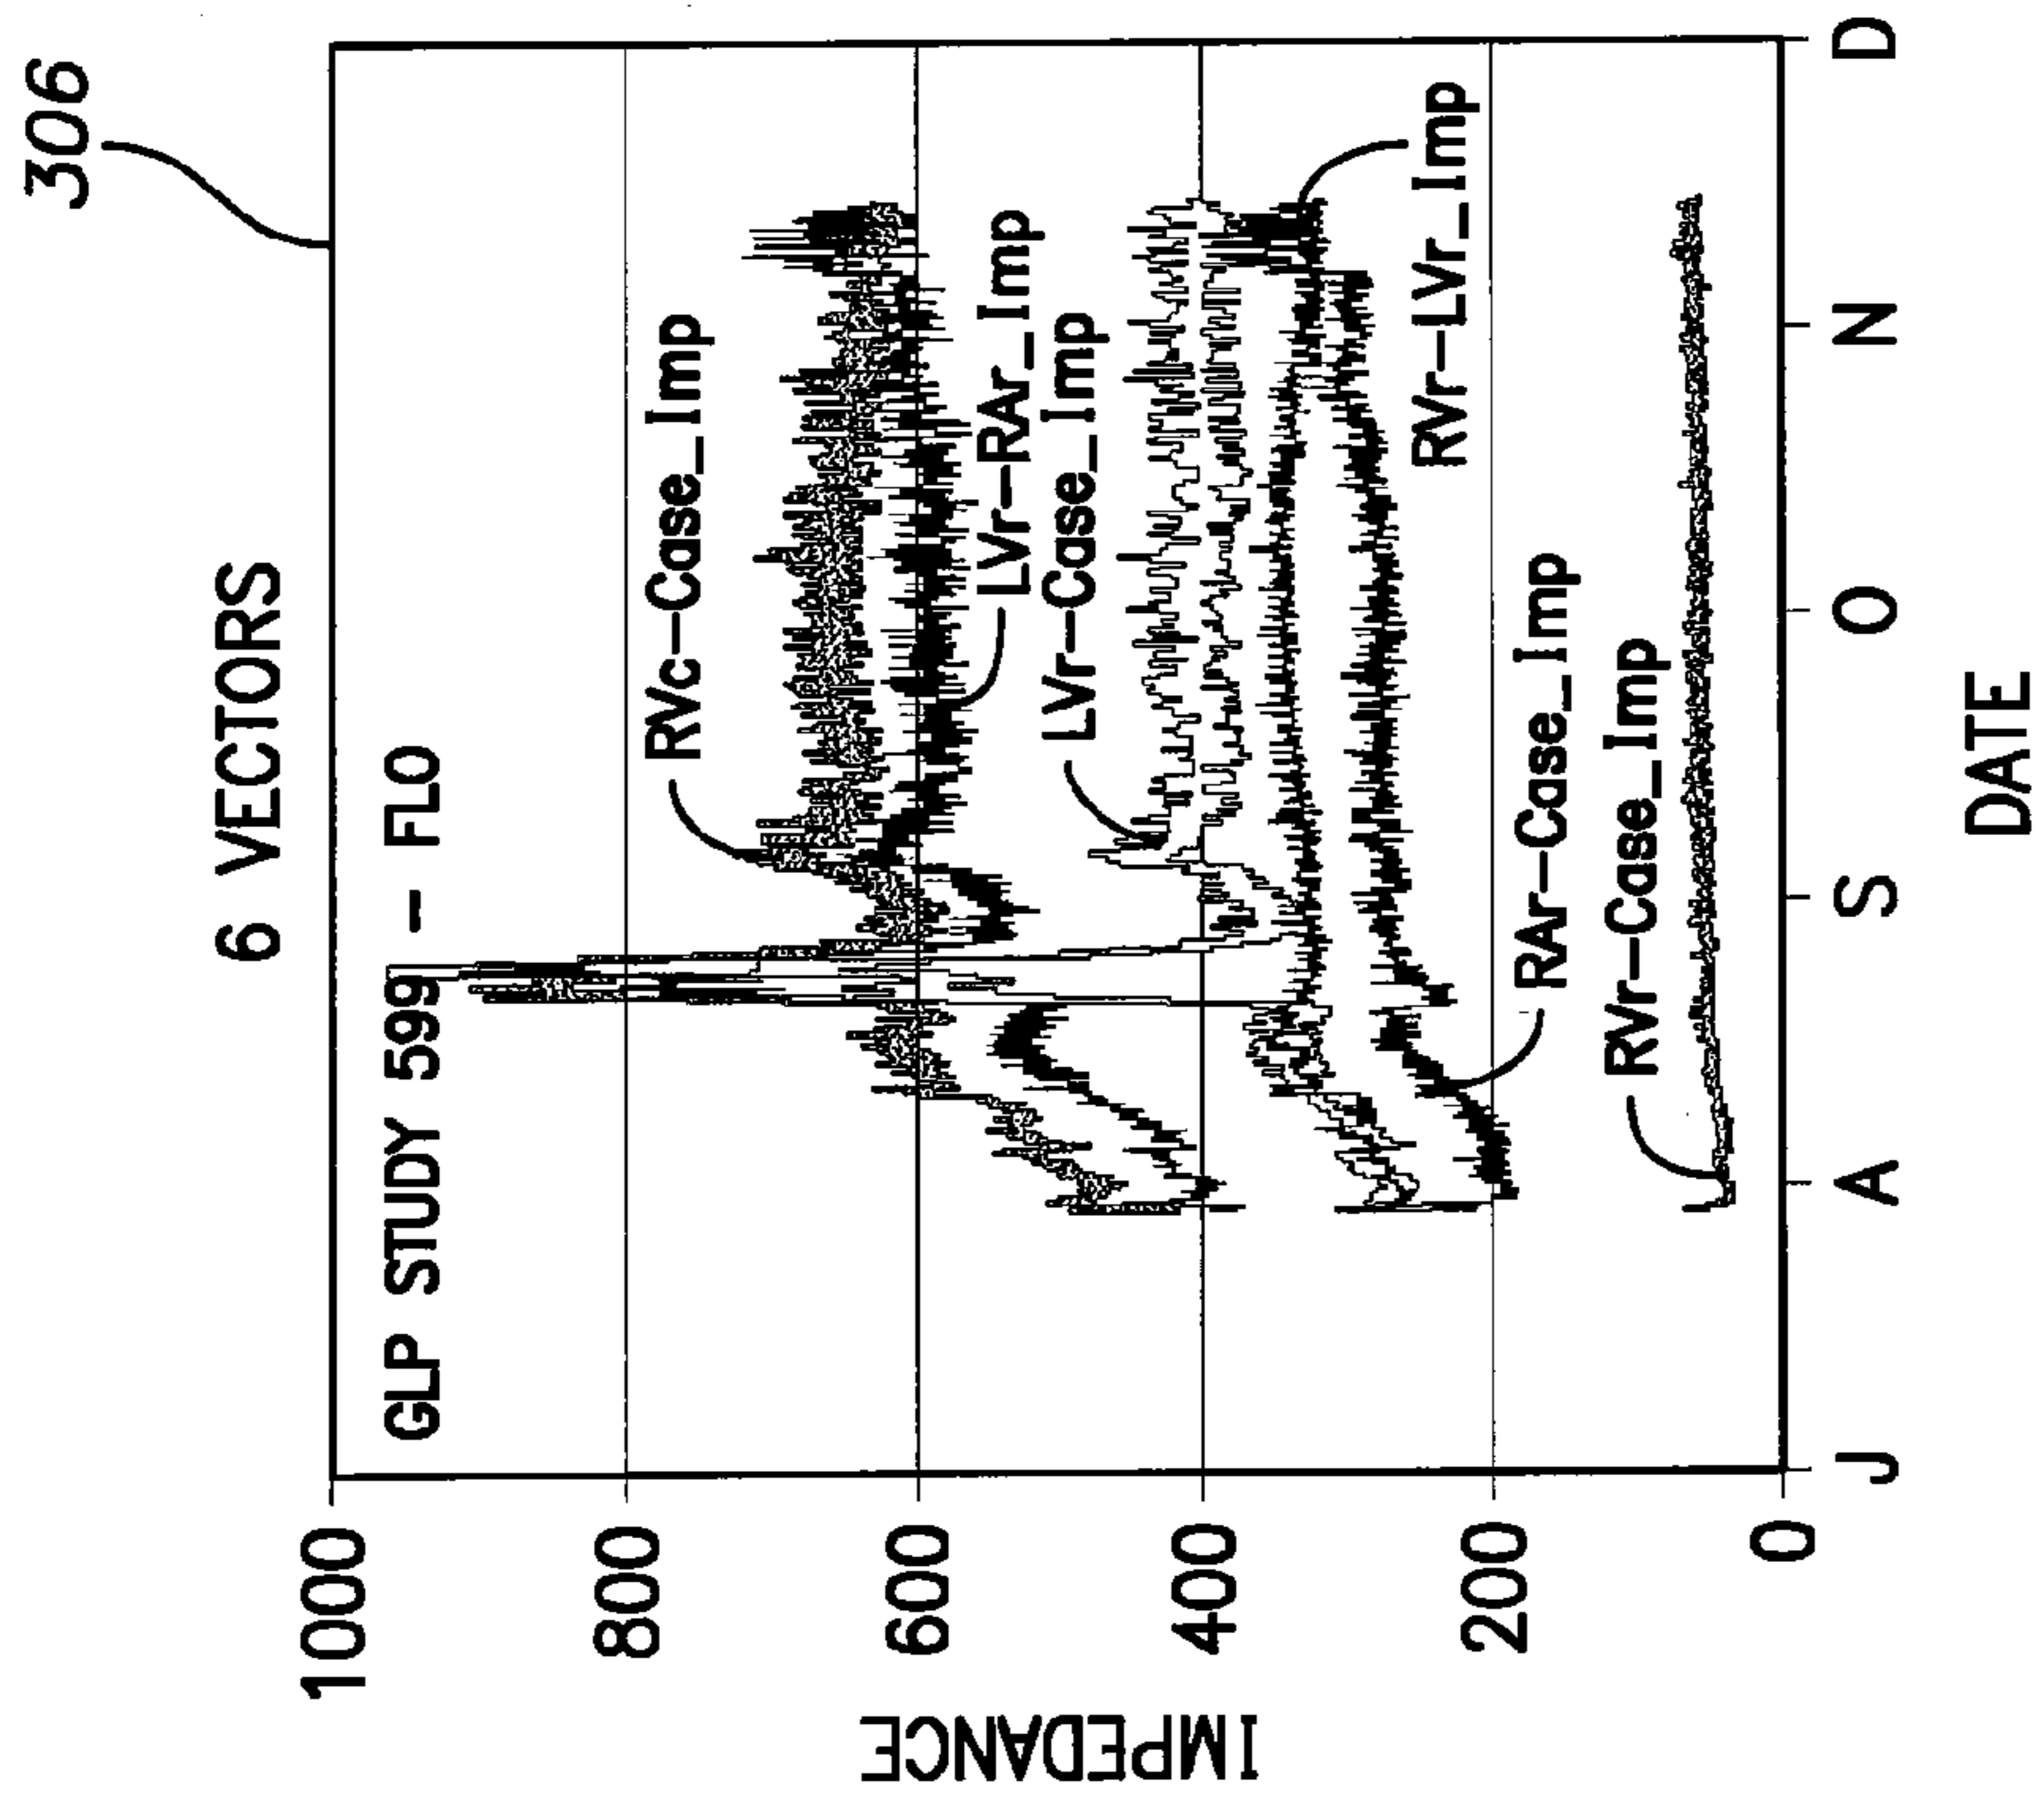 306
6 VECTORS
GLP STUDY 599 - FLO
1000
800
600
400
200
0
IMPEDANCE
RVc-Case_Imp
LVr-RAr_Imp
LVr-Case_Imp
RVr-LVr_Imp
RAr-Case_Imp
RVr-Case_Imp
J A S O N D
DATE